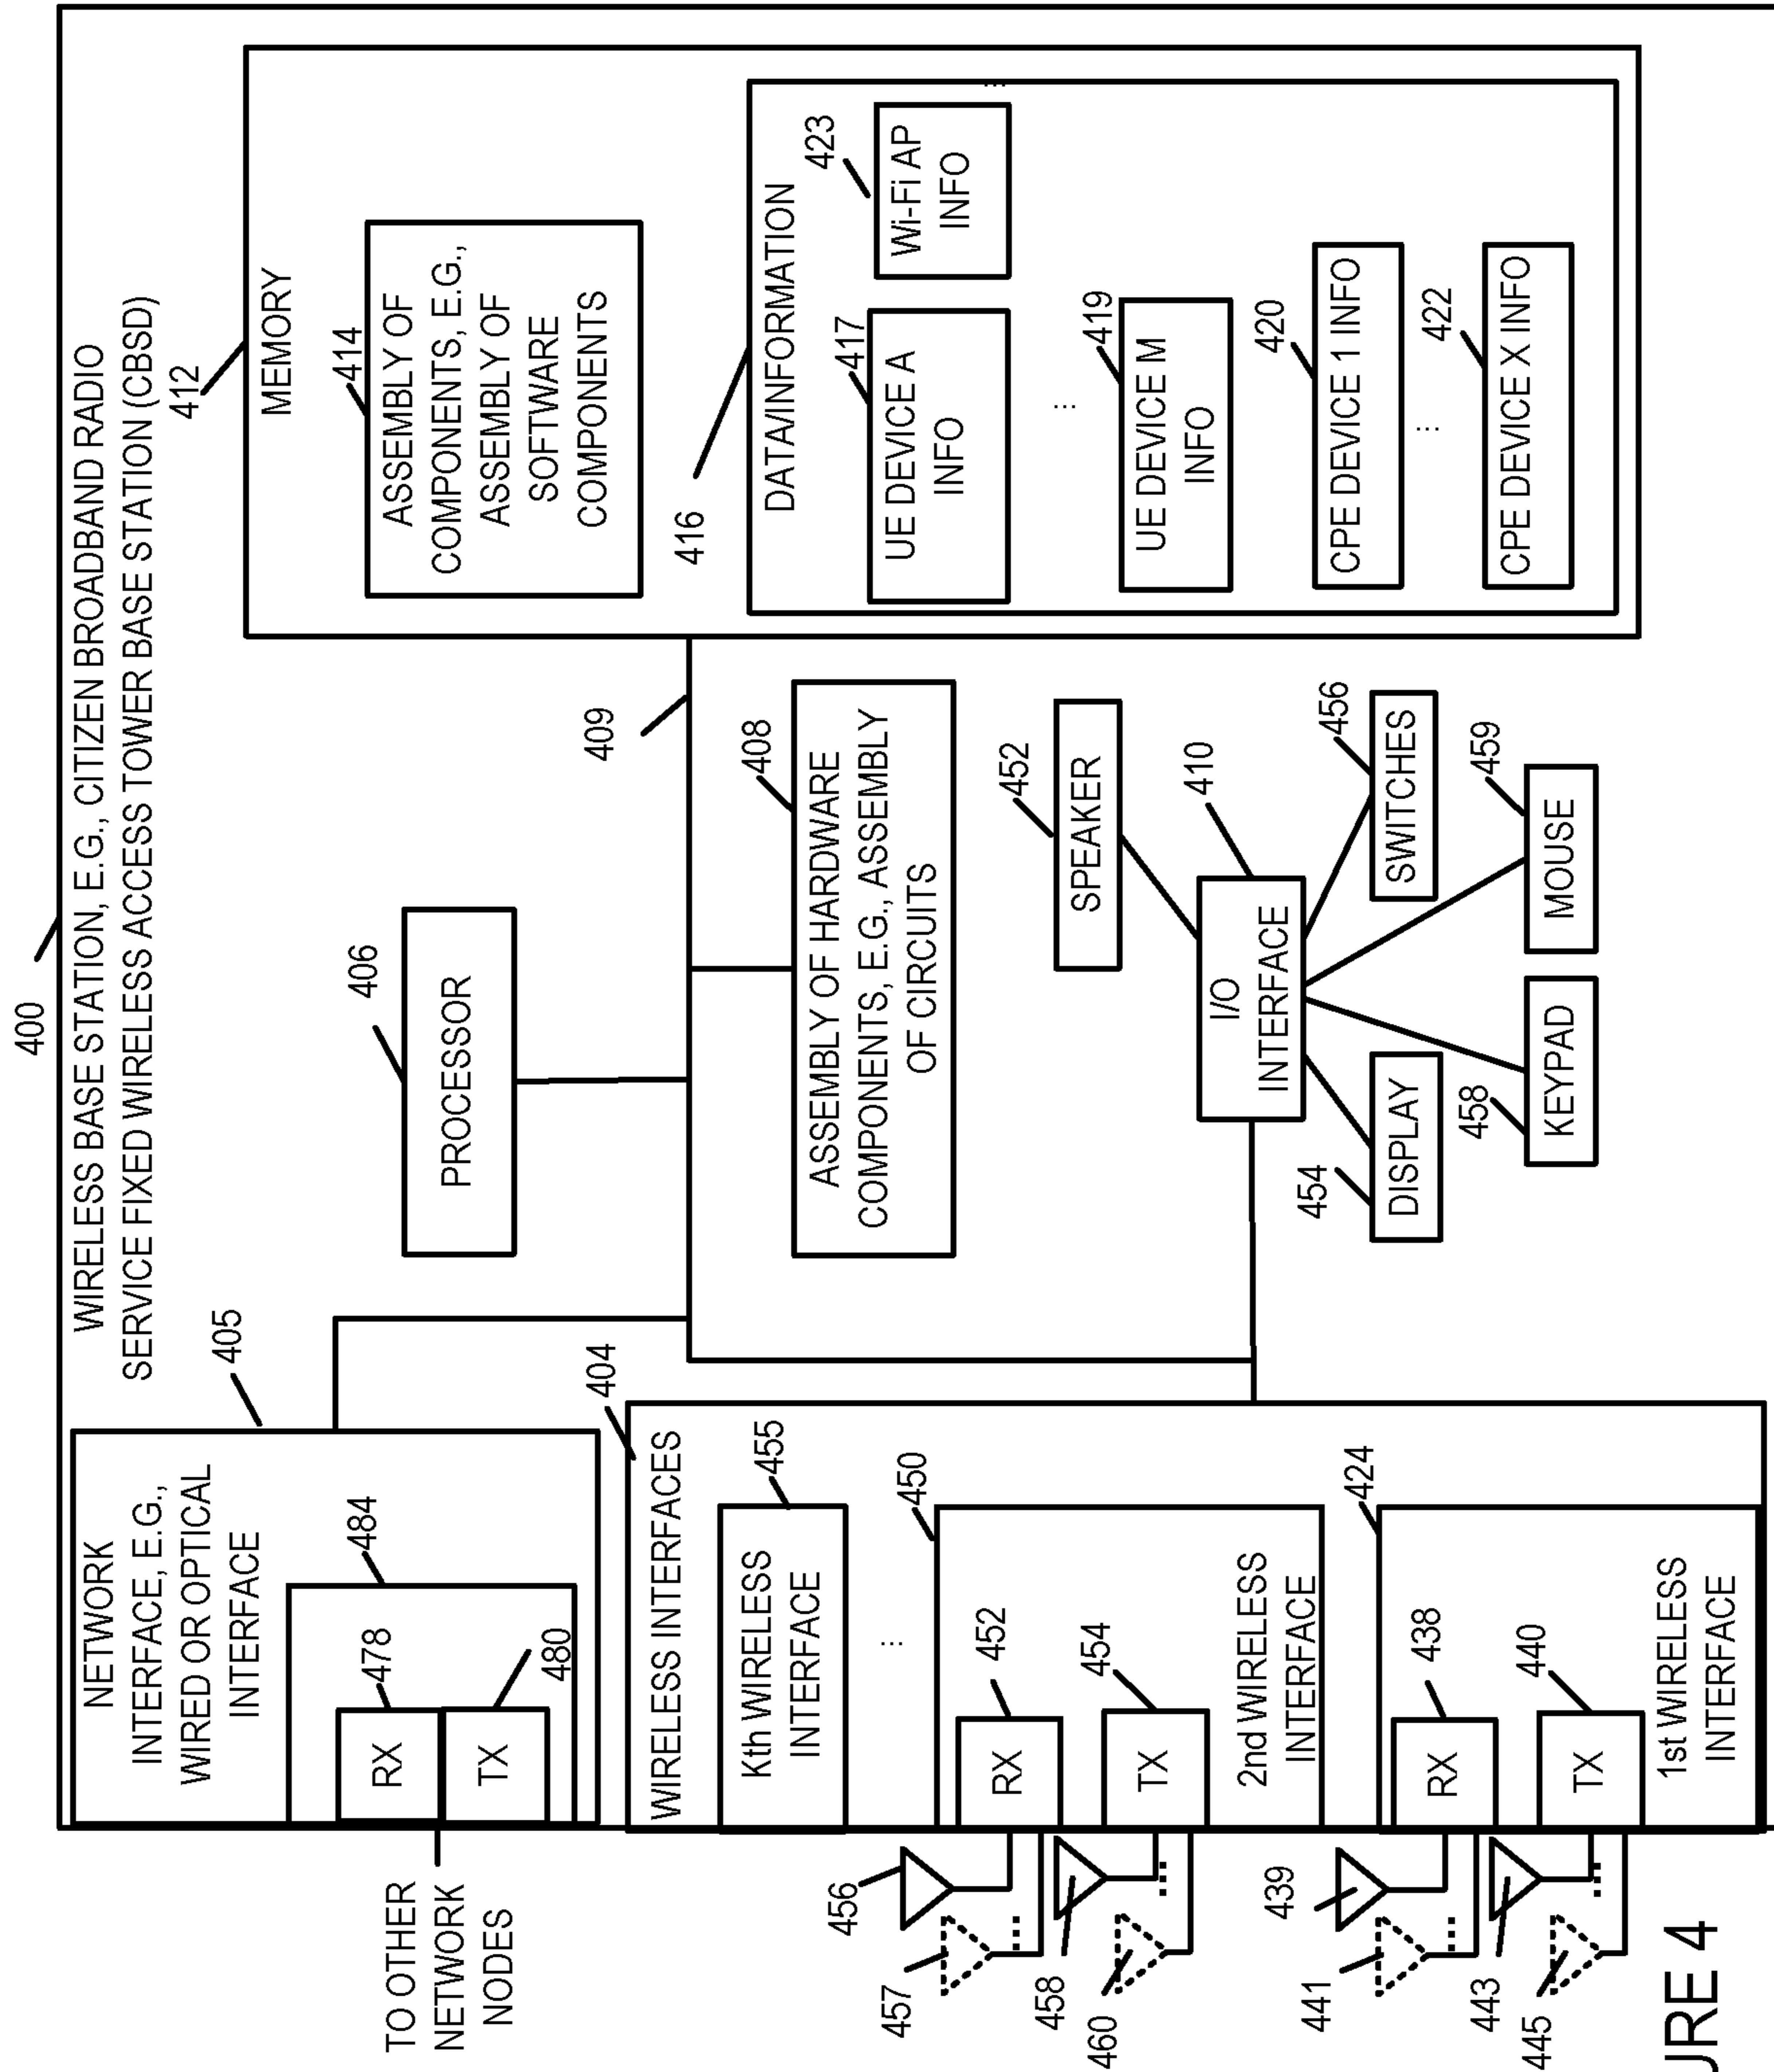 400
WIRELESS BASE STATION, E.G., CITIZEN BROADBAND RADIO
SERVICE FIXED WIRELESS ACCESS TOWER BASE STATION (CBSD)
405
NETWORK
INTERFACE, E.G.,
WIRED OR OPTICAL
INTERFACE
484
478
RX
TX
480
TO OTHER
NETWORK
NODES
406
PROCESSOR
412
MEMORY
414
ASSEMBLY OF
COMPONENTS, E.G.,
ASSEMBLY OF
SOFTWARE
COMPONENTS
409
404
WIRELESS INTERFACES
455
Kth WIRELESS
INTERFACE
...
450
452
RX
454
TX
2nd WIRELESS
INTERFACE
456
457
...
458
460
...
424
438
RX
440
TX
1st WIRELESS
INTERFACE
439
441
...
443
445
...
408
ASSEMBLY OF HARDWARE
COMPONENTS, E.G., ASSEMBLY
OF CIRCUITS
452
SPEAKER
410
I/O
INTERFACE
454
DISPLAY
456
SWITCHES
458
KEYPAD
459
MOUSE
416
DATA/INFORMATION
417
UE DEVICE A
INFO
423
Wi-Fi AP
INFO
...
...
419
UE DEVICE M
INFO
420
CPE DEVICE 1 INFO
...
422
CPE DEVICE X INFO
4